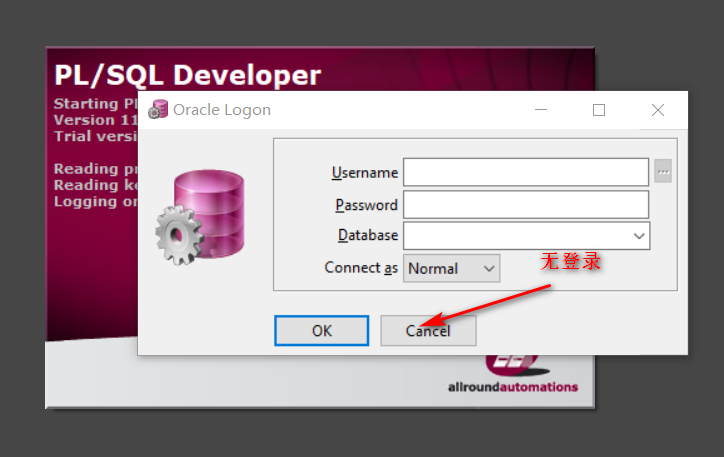 PL/SQL Developer
Starting Pl
Version 11
Trial versi
Reading pr
Reading ke
Logging on
Oracle Logon
Username
Password
Database
Connect as Normal
无登录
OK Cancel
allroundautomations